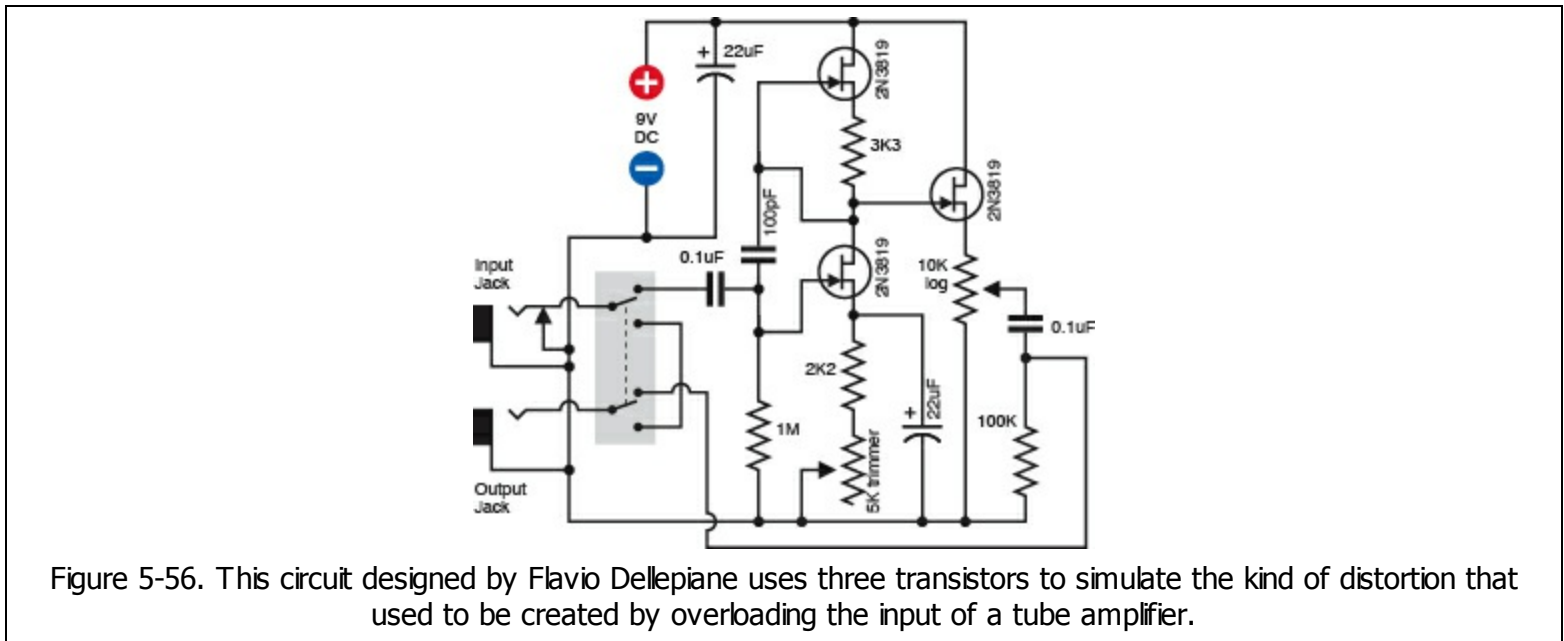 + 22uF
2N3819
+
9V
DC
−
3K3
2N3819
100pF
0.1uF
Input
Jack
2N3819
10K
log
0.1uF
2K2
+ 22uF
100K
1M
5K trimmer
Output
Jack
Figure 5-56. This circuit designed by Flavio Dellepiane uses three transistors to simulate the kind of distortion that
used to be created by overloading the input of a tube amplifier.